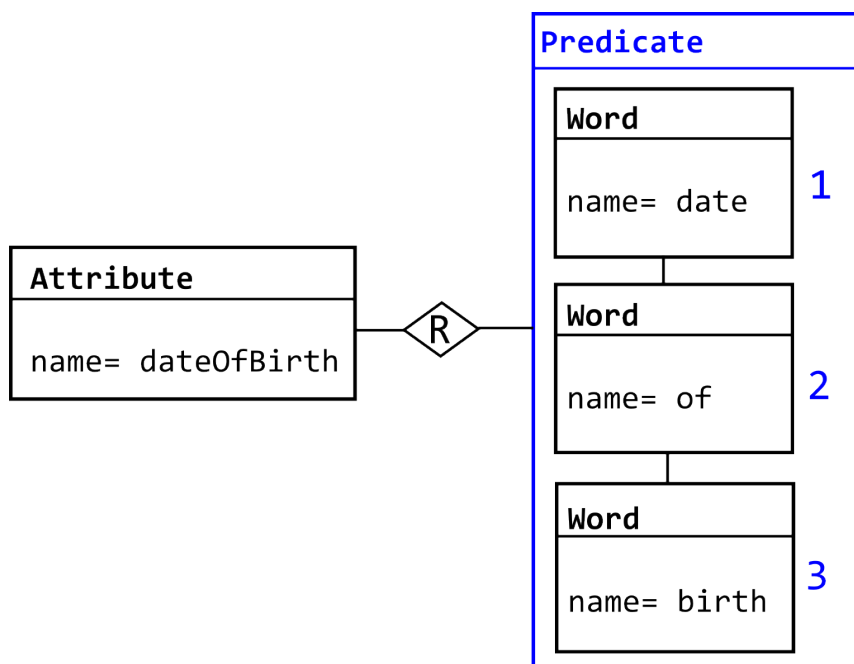 Predicate
Word
name= date
1
Attribute
name= dateOfBirth
R
Word
name= of
2
Word
name= birth
3